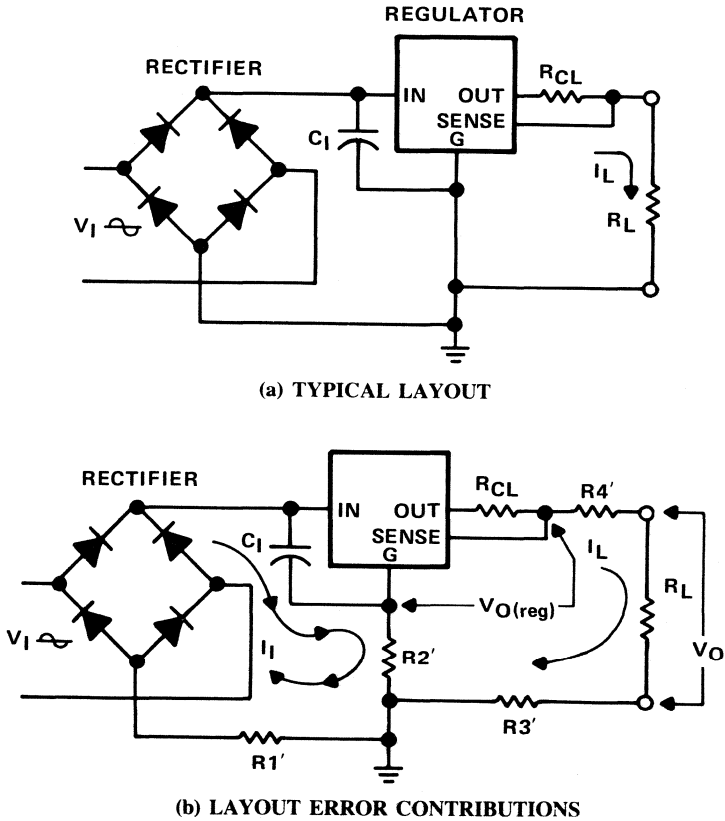 REGULATOR
RECTIFIER
IN OUT
SENSE
G
RCL
CI
IL
RL
VI
(a) TYPICAL LAYOUT
RECTIFIER
IN OUT
SENSE
G
RCL
R4′
CI
IL
RL
VO(reg)
VO
VI
II
R2′
R3′
R1′
(b) LAYOUT ERROR CONTRIBUTIONS